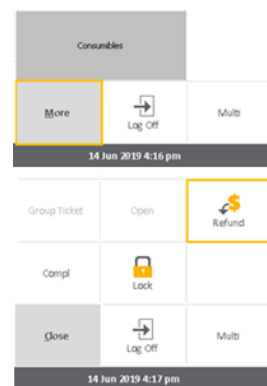 Consumbles
More Log Off Multi
14 Jun 2019 4:16 pm
Group Ticket Open Refund
Compl Lock
Close Log Off Multi
14 Jun 2019 4:17 pm